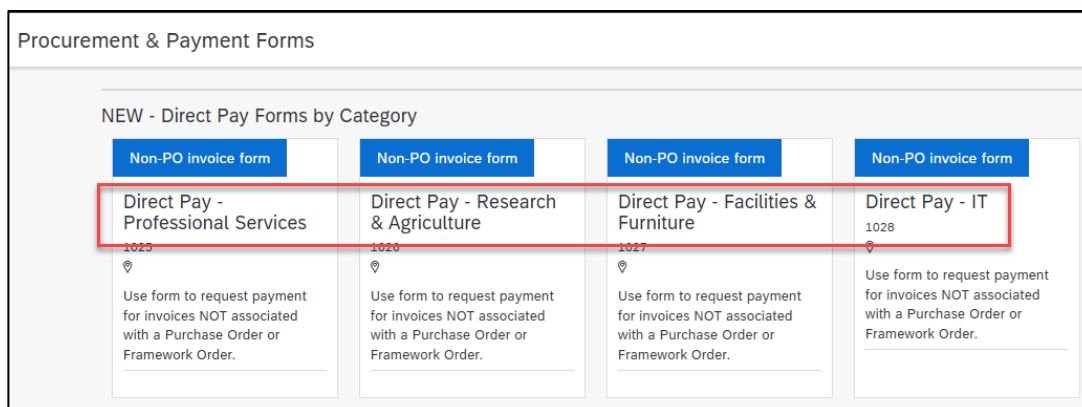 Procurement & Payment Forms
NEW - Direct Pay Forms by Category
Non-PO invoice form
Direct Pay -
Professional Services
1025
Use form to request payment
for invoices NOT associated
with a Purchase Order or
Framework Order.
Non-PO invoice form
Direct Pay - Research
& Agriculture
1026
Use form to request payment
for invoices NOT associated
with a Purchase Order or
Framework Order.
Non-PO invoice form
Direct Pay - Facilities &
Furniture
1027
Use form to request payment
for invoices NOT associated
with a Purchase Order or
Framework Order.
Non-PO invoice form
Direct Pay - IT
1028
Use form to request payment
for invoices NOT associated
with a Purchase Order or
Framework Order.